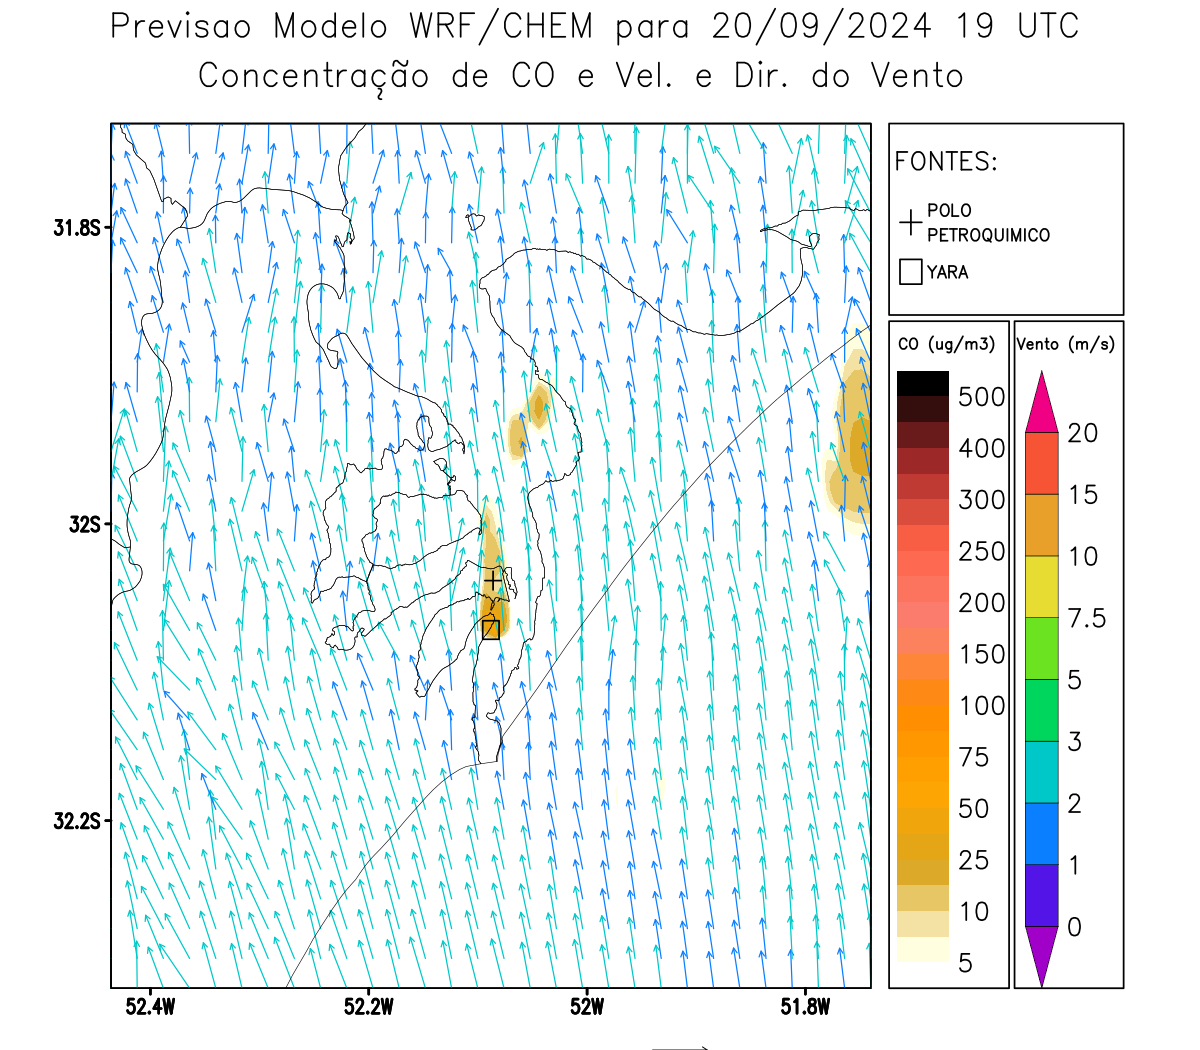 Previsao Modelo WRF/CHEM para 20/09/2024 19 UTC
Concentração de CO e Vel. e Dir. do Vento
FONTES:
POLO
PETROQUIMICO
YARA
CO (ug/m3)
500
400
300
250
200
150
100
75
50
25
10
5
Vento (m/s)
20
15
10
7.5
5
3
2
1
0
31.8S
32S
32.2S
52.4W
52.2W
52W
51.8W